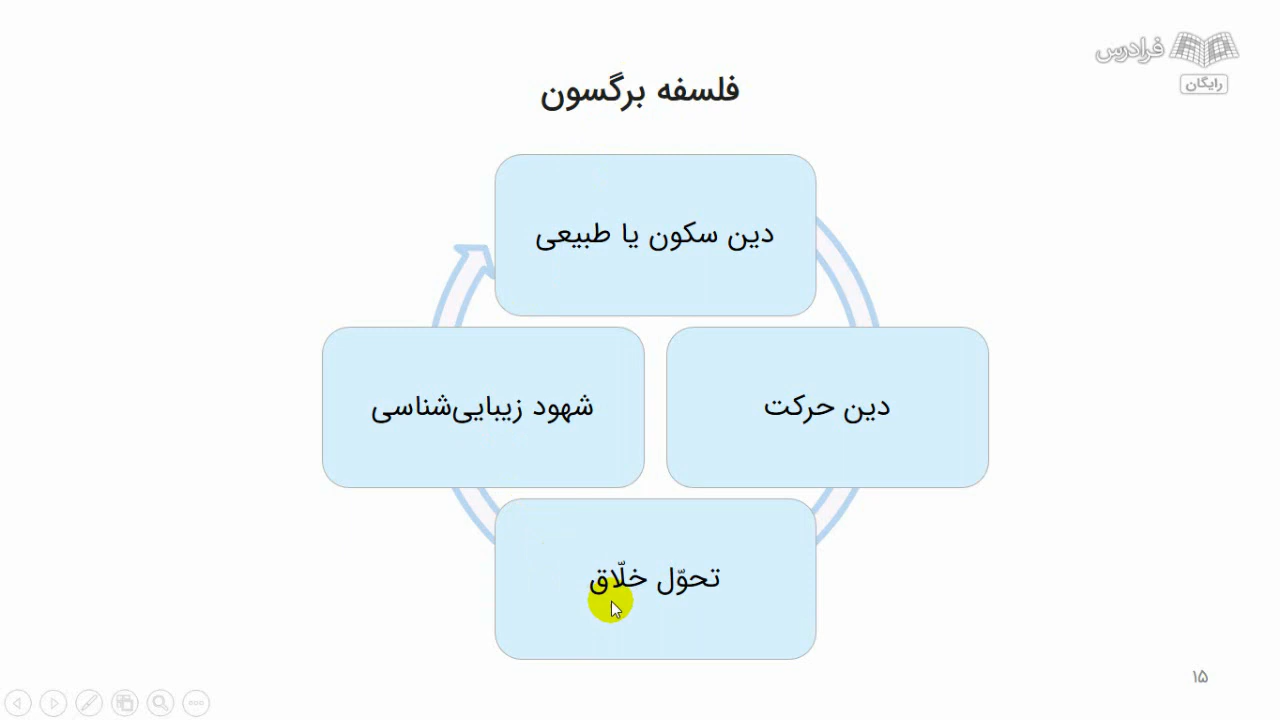 فرادرس
رایگان
فلسفه برگسون
دین سکون یا طبیعی
دین حرکت
شهود زیبایی‌شناسی
تحوّل خلّاق
۱۵